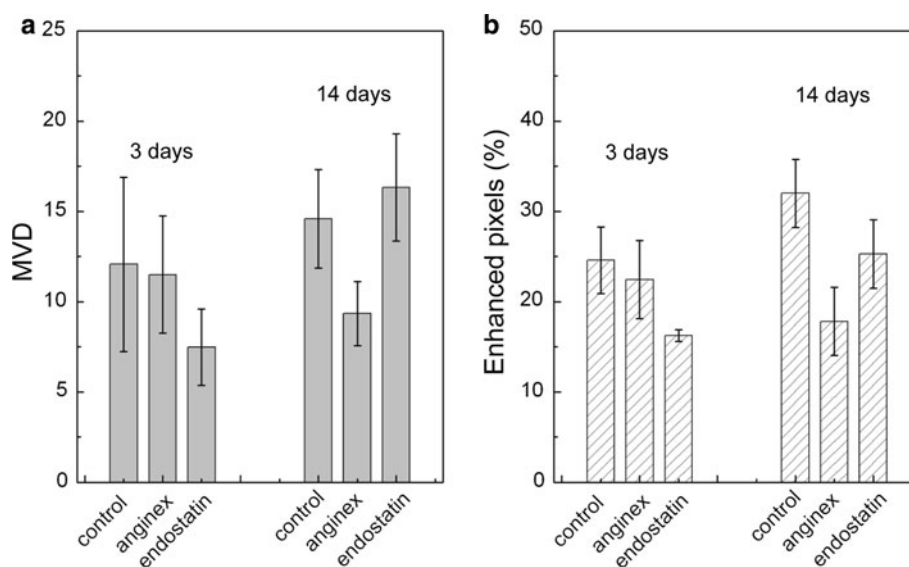 a
25
20
15
10
5
0
MVD
3 days
14 days
control
anginex
endostatin
control
anginex
endostatin
b
50
40
30
20
10
0
Enhanced pixels (%)
3 days
14 days
control
anginex
endostatin
control
anginex
endostatin